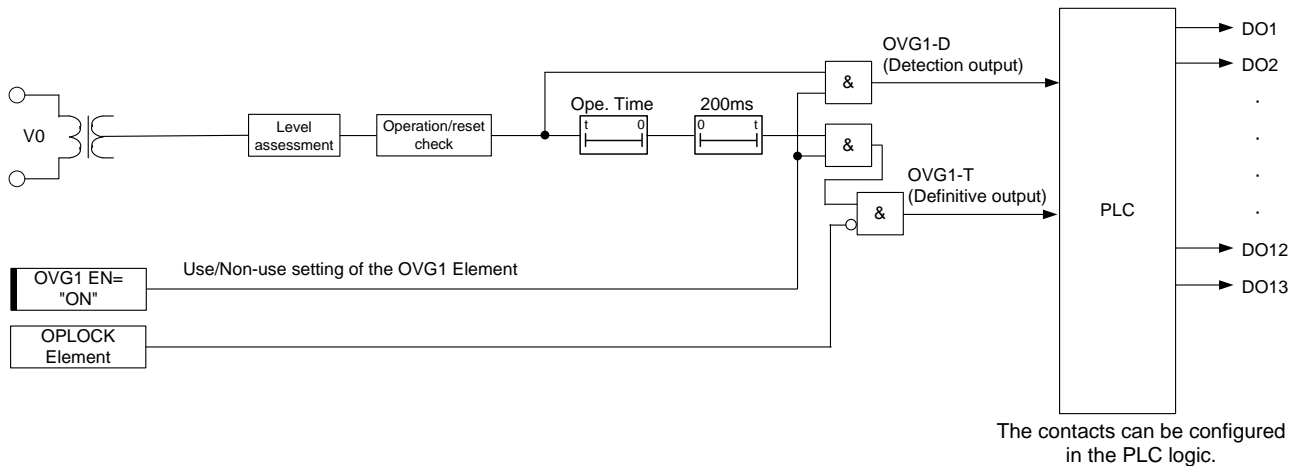 DO1
OVG1-D
(Detection output)
DO2
&
Ope. Time
200ms
t
0
0
t
V0
Level
assessment
Operation/reset
check
&
.
.
.
.
OVG1-T
(Definitive output)
&
PLC
DO12
OVG1 EN=
"ON"
Use/Non-use setting of the OVG1 Element
DO13
OPLOCK
Element
The contacts can be configured
in the PLC logic.